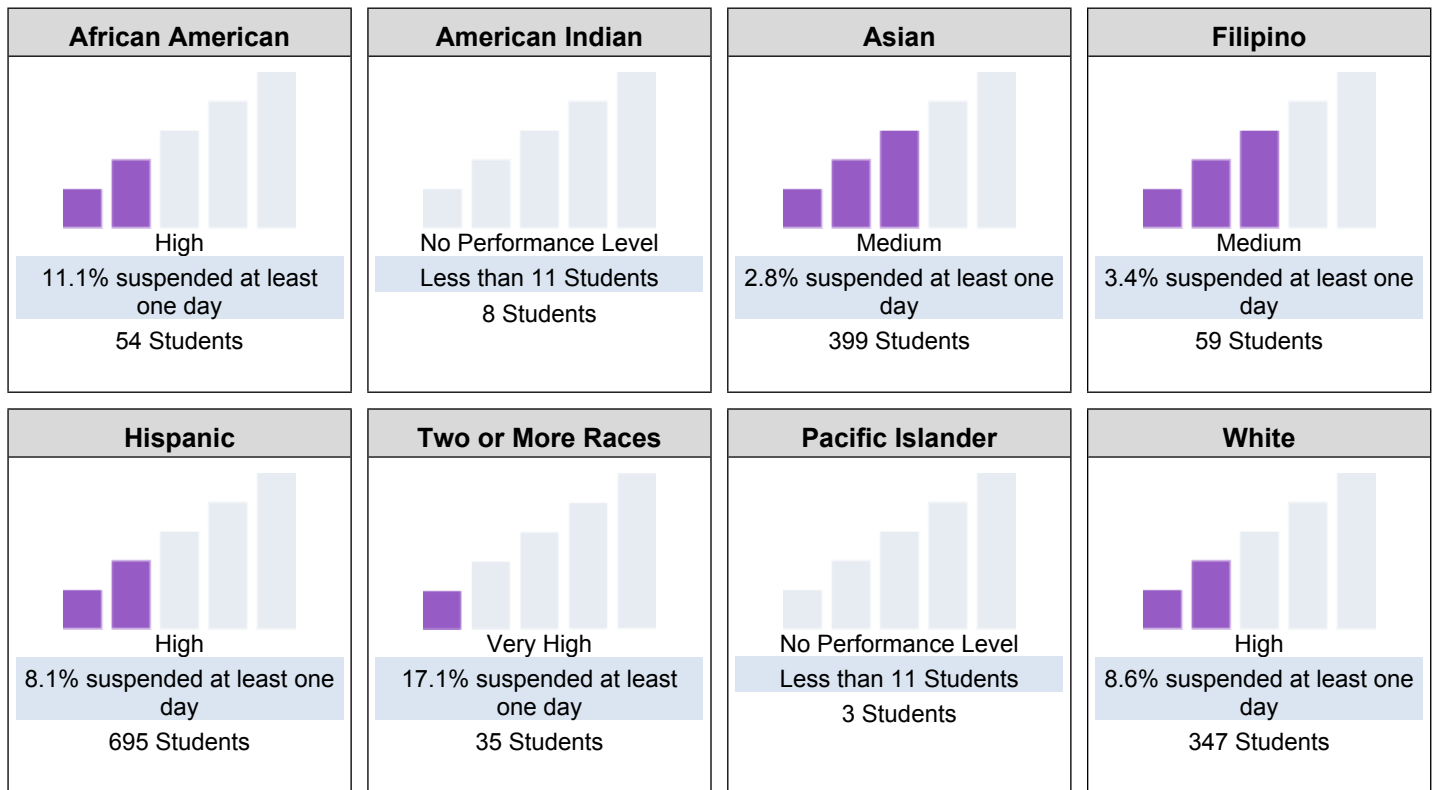 African American
High
11.1% suspended at least
one day
54 Students
American Indian
No Performance Level
Less than 11 Students
8 Students
Asian
Medium
2.8% suspended at least one
day
399 Students
Filipino
Medium
3.4% suspended at least one
day
59 Students
Hispanic
High
8.1% suspended at least one
day
695 Students
Two or More Races
Very High
17.1% suspended at least
one day
35 Students
Pacific Islander
No Performance Level
Less than 11 Students
3 Students
White
High
8.6% suspended at least one
day
347 Students